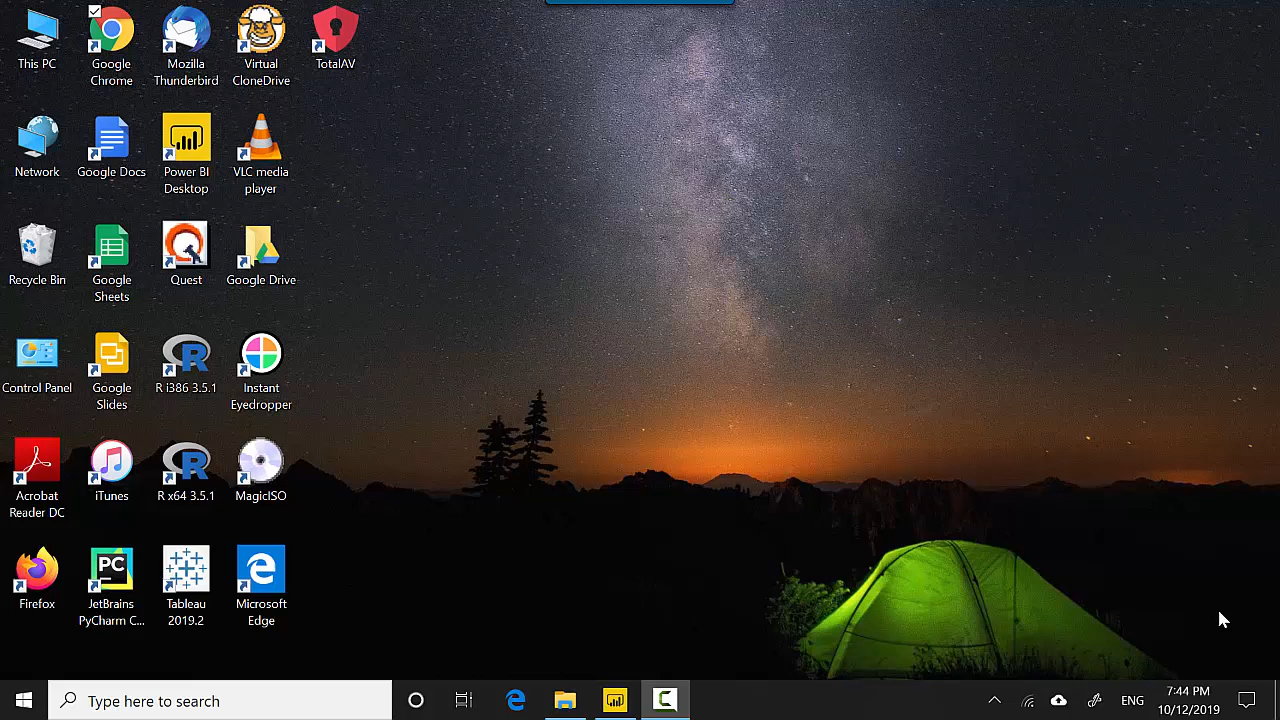 This PC
Google
Chrome
Mozilla
Thunderbird
Virtual
CloneDrive
TotalAV
Network
Google Docs
Power BI
Desktop
VLC media
player
Recycle Bin
Google
Sheets
Quest
Google Drive
Control Panel
Google
Slides
R i386 3.5.1
Instant
Eyedropper
Acrobat
Reader DC
iTunes
R x64 3.5.1
MagicISO
Firefox
PC
JetBrains
PyCharm C...
Tableau
2019.2
Microsoft
Edge
Type here to search
ENG
7:44 PM
10/12/2019